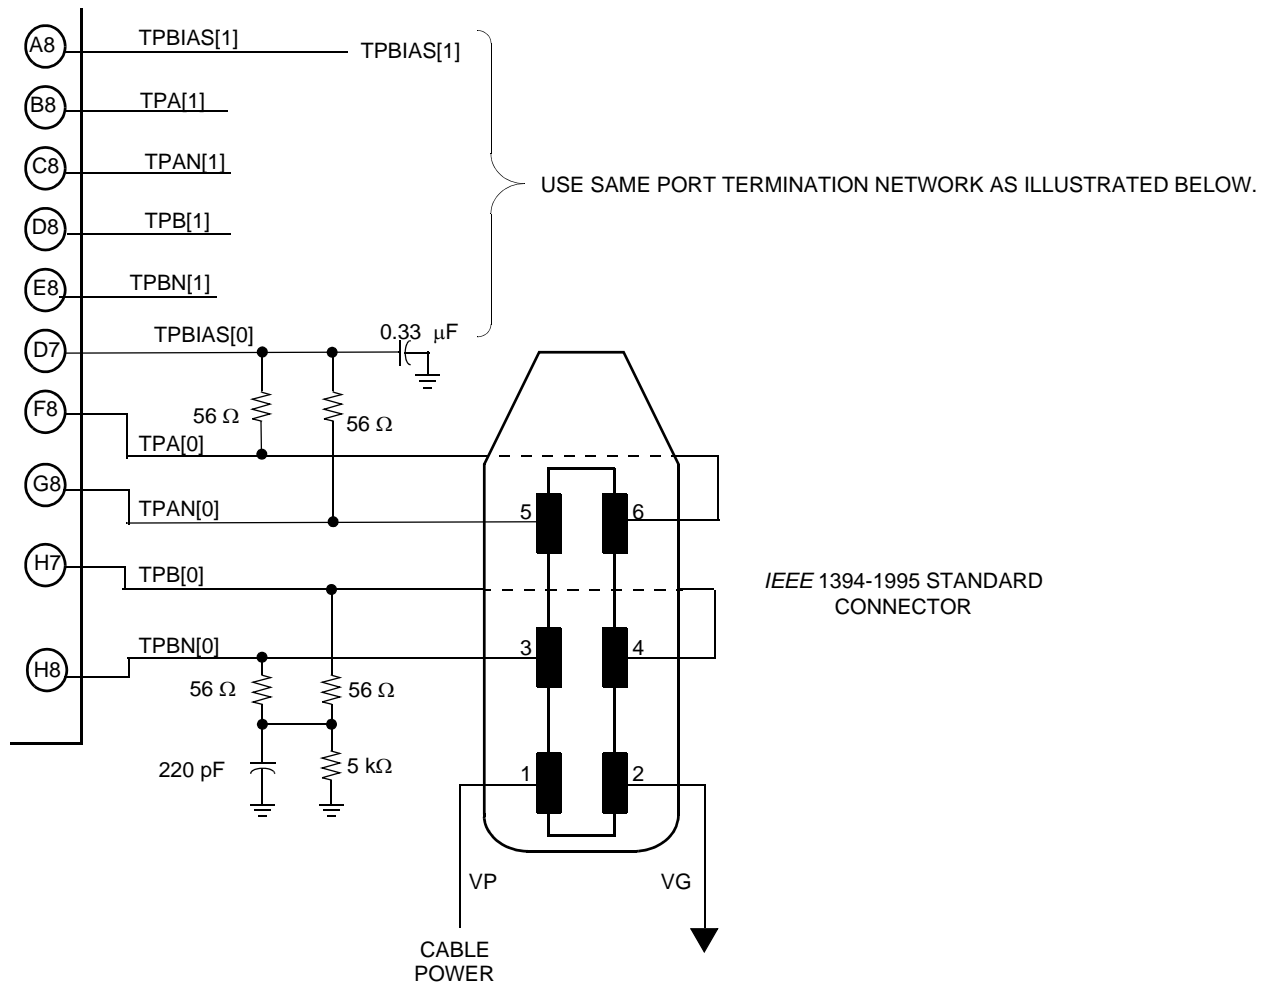 A8 TPBIAS[1] TPBIAS[1]
B8 TPA[1]
C8 TPAN[1]
USE SAME PORT TERMINATION NETWORK AS ILLUSTRATED BELOW.
D8 TPB[1]
E8 TPBN[1]
D7 TPBIAS[0] 0.33 μF
F8 56 Ω 56 Ω
TPA[0]
G8 TPAN[0] 5 6
H7 TPB[0]
IEEE 1394-1995 STANDARD
CONNECTOR
H8 TPBN[0] 3 4
56 Ω 56 Ω
220 pF 5 kΩ 1 2
VP VG
CABLE
POWER